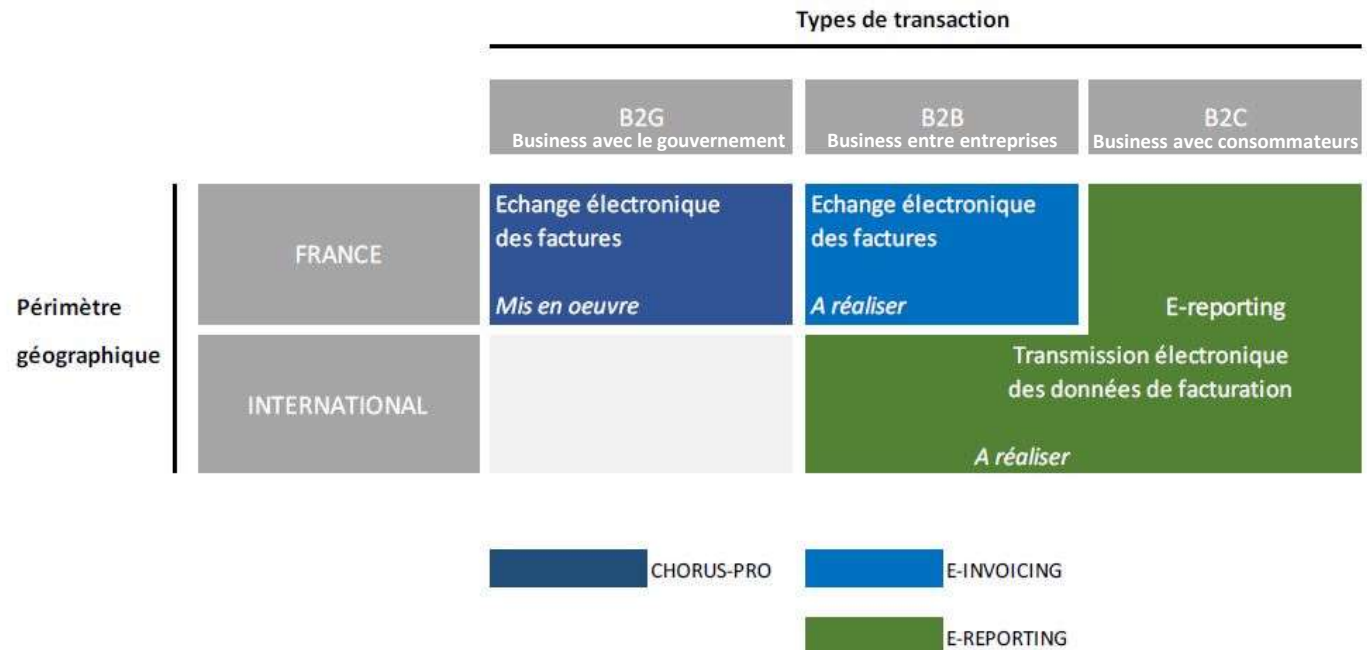 Types de transaction
B2G
Business avec le gouvernement
B2B
Business entre entreprises
B2C
Business avec consommateurs
Périmètre
géographique
FRANCE
Echange électronique
des factures
Mis en oeuvre
Echange électronique
des factures
A réaliser
E-reporting
INTERNATIONAL
Transmission électronique
des données de facturation
A réaliser
CHORUS-PRO
E-INVOICING
E-REPORTING